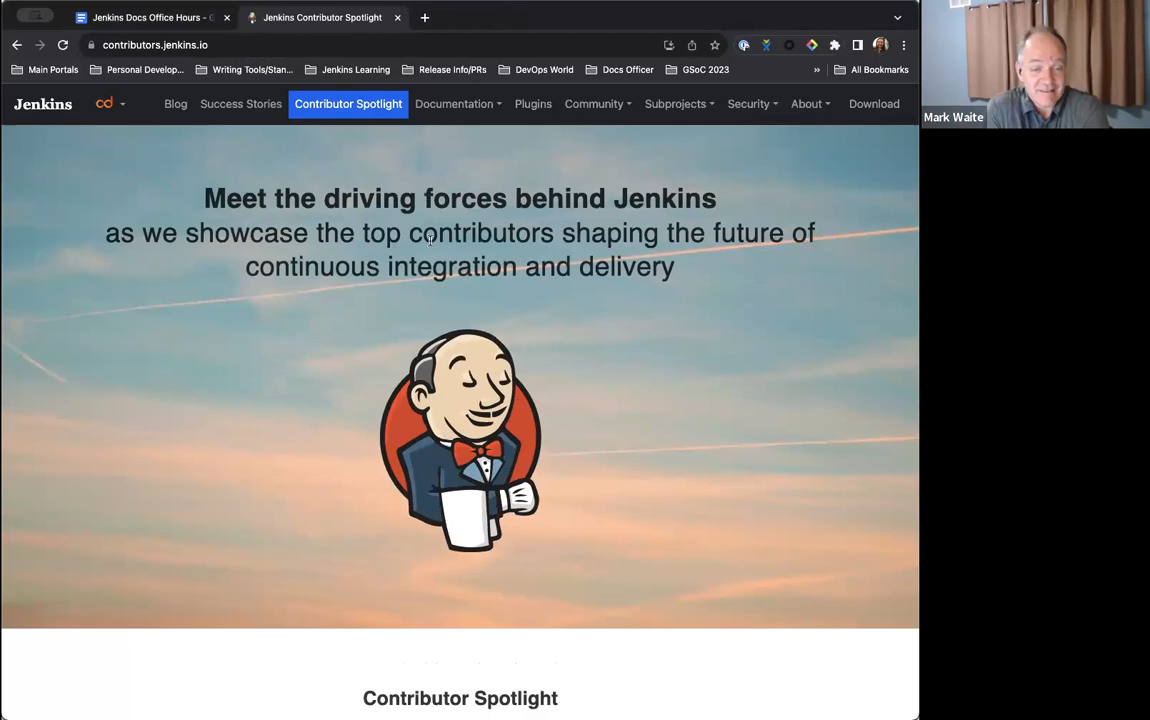 Jenkins Docs Office Hours - G
Jenkins Contributor Spotlight
contributors.jenkins.io
Main Portals
Personal Develop...
Writing Tools/Stan...
Jenkins Learning
Release Info/PRs
DevOps World
Docs Officer
GSoC 2023
»
All Bookmarks
Jenkins
cd
Blog
Success Stories
Contributor Spotlight
Documentation
Plugins
Community
Subprojects
Security
About
Download
Mark Waite
Meet the driving forces behind Jenkins
as we showcase the top contributors shaping the future of
continuous integration and delivery
Contributor Spotlight